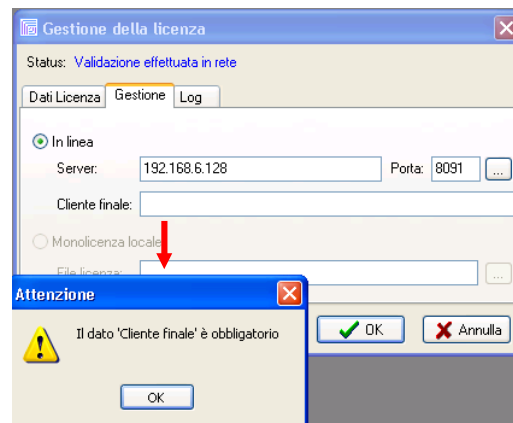 Gestione della licenza
Status: Validazione effettuata in rete
Dati Licenza Gestione Log
In linea
Server: 192.168.6.128 Porta: 8091 ...
Cliente finale:
Monolicenza locale
File licenza: ...
Attenzione
Il dato 'Cliente finale' è obbligatorio
OK Annulla
OK